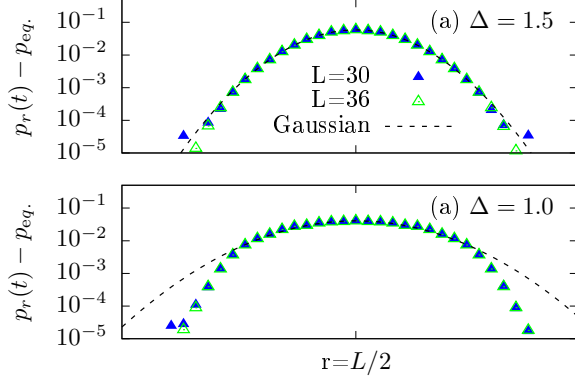 10⁻¹
10⁻²
10⁻³
10⁻⁴
10⁻⁵
p_r(t) − p_eq.
(a) Δ = 1.5
L=30
L=36
Gaussian
10⁻¹
10⁻²
10⁻³
10⁻⁴
10⁻⁵
p_r(t) − p_eq.
(a) Δ = 1.0
r=L/2